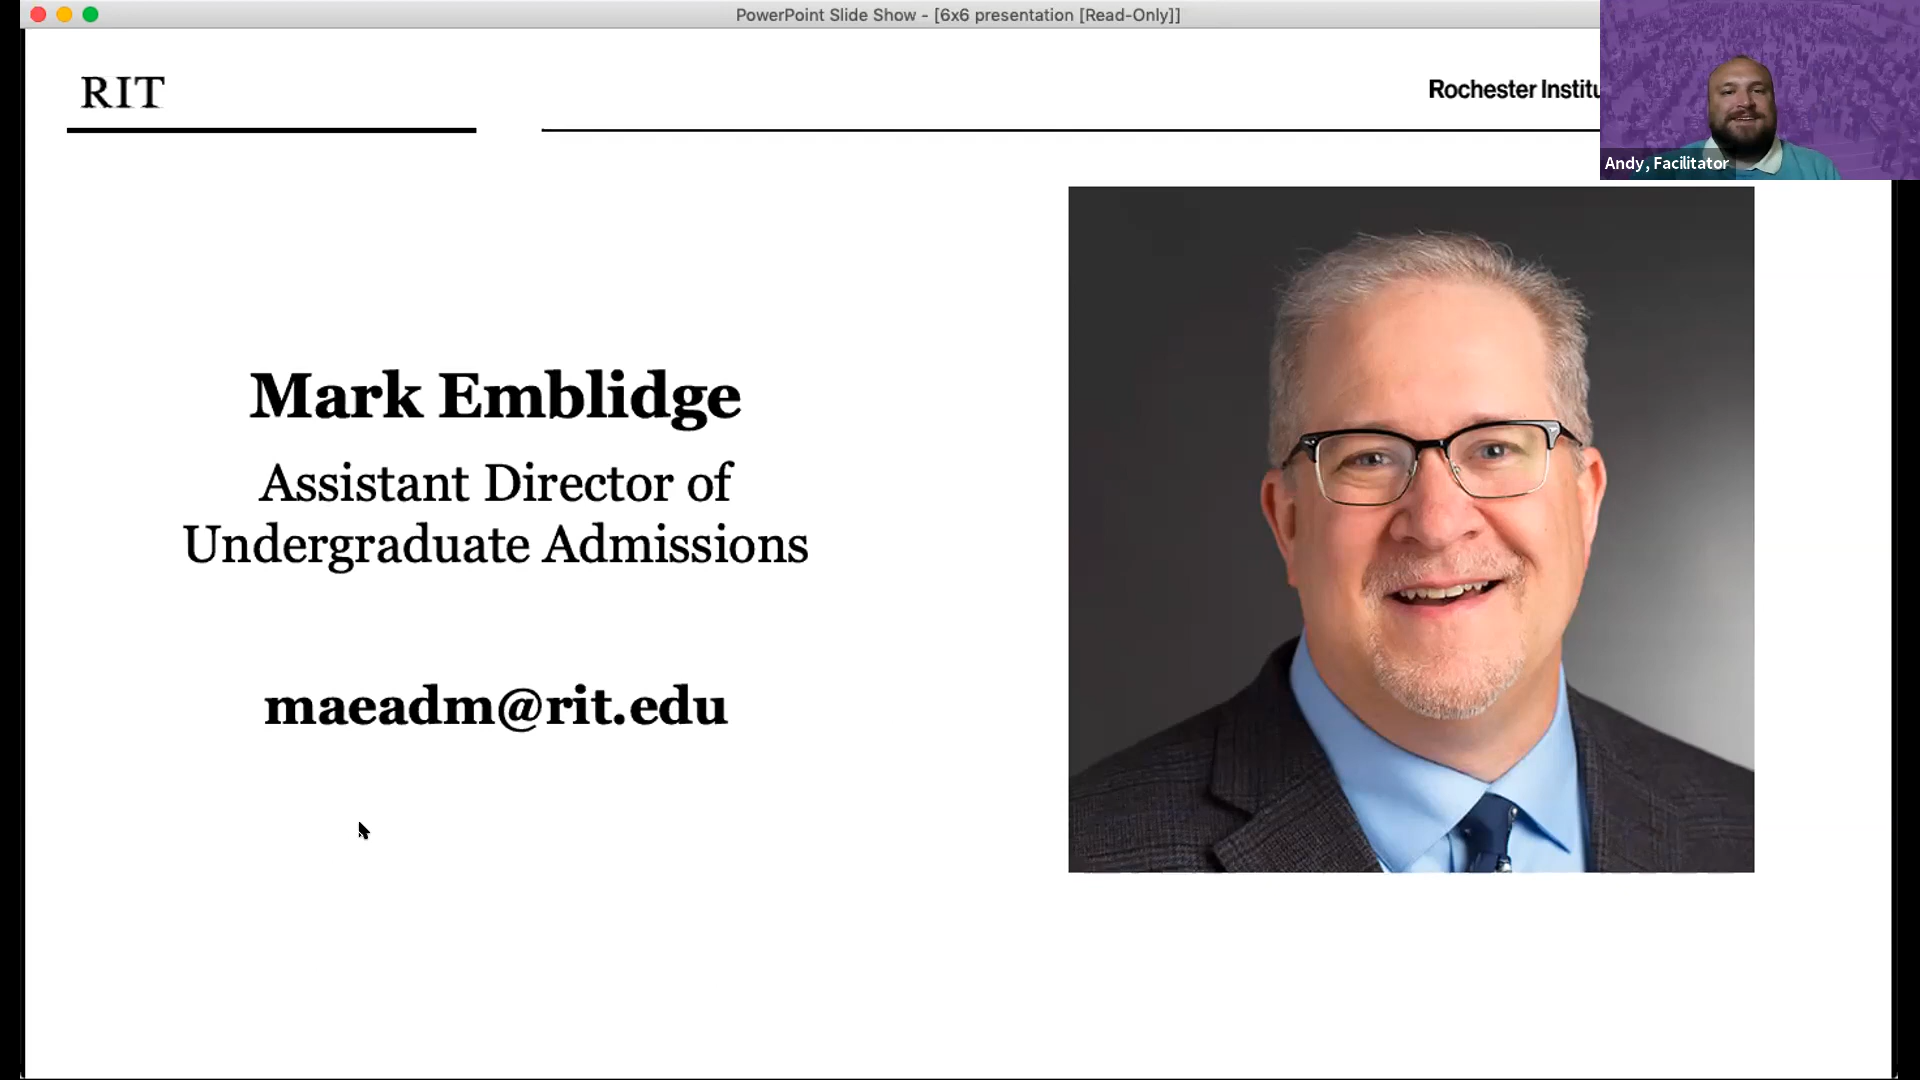 PowerPoint Slide Show - [6x6 presentation [Read-Only]]
RIT
Rochester Institu
Andy, Facilitator
Mark Emblidge
Assistant Director of
Undergraduate Admissions
maeadm@rit.edu